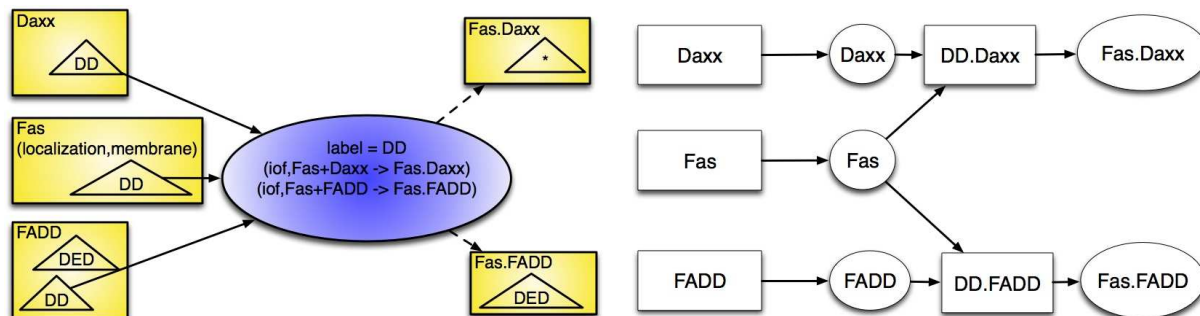 Daxx
DD
Fas
(localization,membrane)
DD
FADD
DED
DD
label = DD
(iof,Fas+Daxx -> Fas.Daxx)
(iof,Fas+FADD -> Fas.FADD)
Fas.Daxx
*
Fas.FADD
DED
Daxx
Daxx
DD.Daxx
Fas.Daxx
Fas
Fas
FADD
FADD
DD.FADD
Fas.FADD